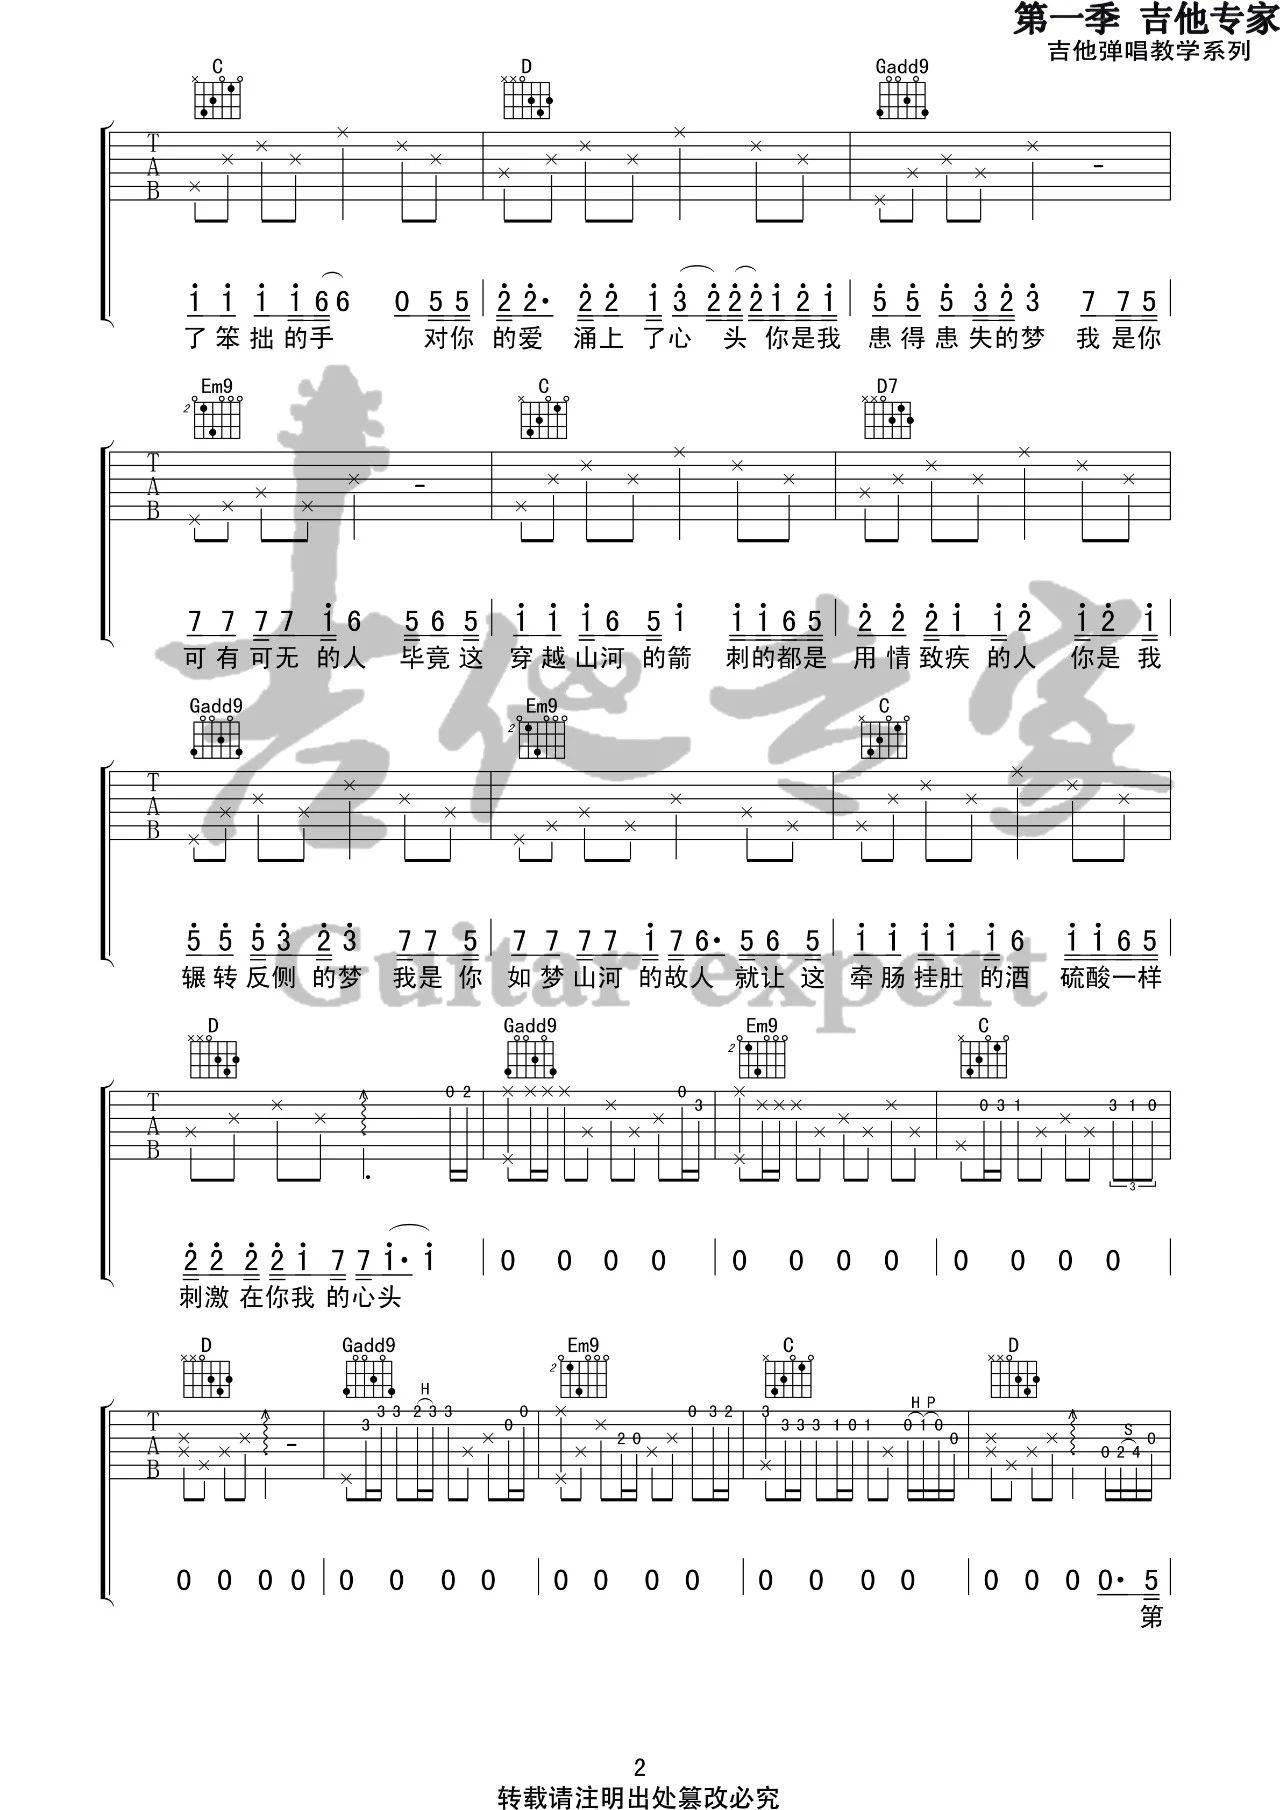 第一季 吉他专家
吉他弹唱教学系列
C D Gadd9
T A B
1 1 1 1 6 6 0 5 5 2 2· 2 2 1 3 2 2 2 1 2 1 5 5 5 3 2 3 7 7 5
了笨拙的手 对你的爱 涌上了心 头 你是我患得患失的梦 我是你
Em9 C D7
2
T A B
7 7 7 7 1 6 5 6 5 1 1 1 6 5 1 1 1 6 5 2 2 2 1 1 2 1 2 1
可有可无的人 毕竟这穿越山河的箭 刺的都是用情致疾的人 你是我
Gadd9 Em9 C
2
T A B
5 5 5 3 2 3 7 7 5 7 7 7 7 1 7 6· 5 6 5 1 1 1 1 1 6 1 1 6 5
辗转反侧的梦 我是你如梦山河的故人 就让这牵肠挂肚的酒 硫酸一样
Guitar expert
D Gadd9 Em9 C
2
T A B 0 2 0 3 0 3 1 3 1 0
3
2 2 2 2 1 7 7 1· 1 0 0 0 0 0 0 0 0 0 0 0 0
刺激在你我的心头
D Gadd9 Em9 C D
H 2 H P S
T A B 3 3 3 2 3 3 0 0 2 0 0 3 2 3 3 3 3 1 0 1 0 1 0 0 0 2 4 0
0 0 0 0 0 0 0 0 0 0 0 0 0 0 0 0 0 0 0 0· 5
第
2
转载请注明出处篡改必究